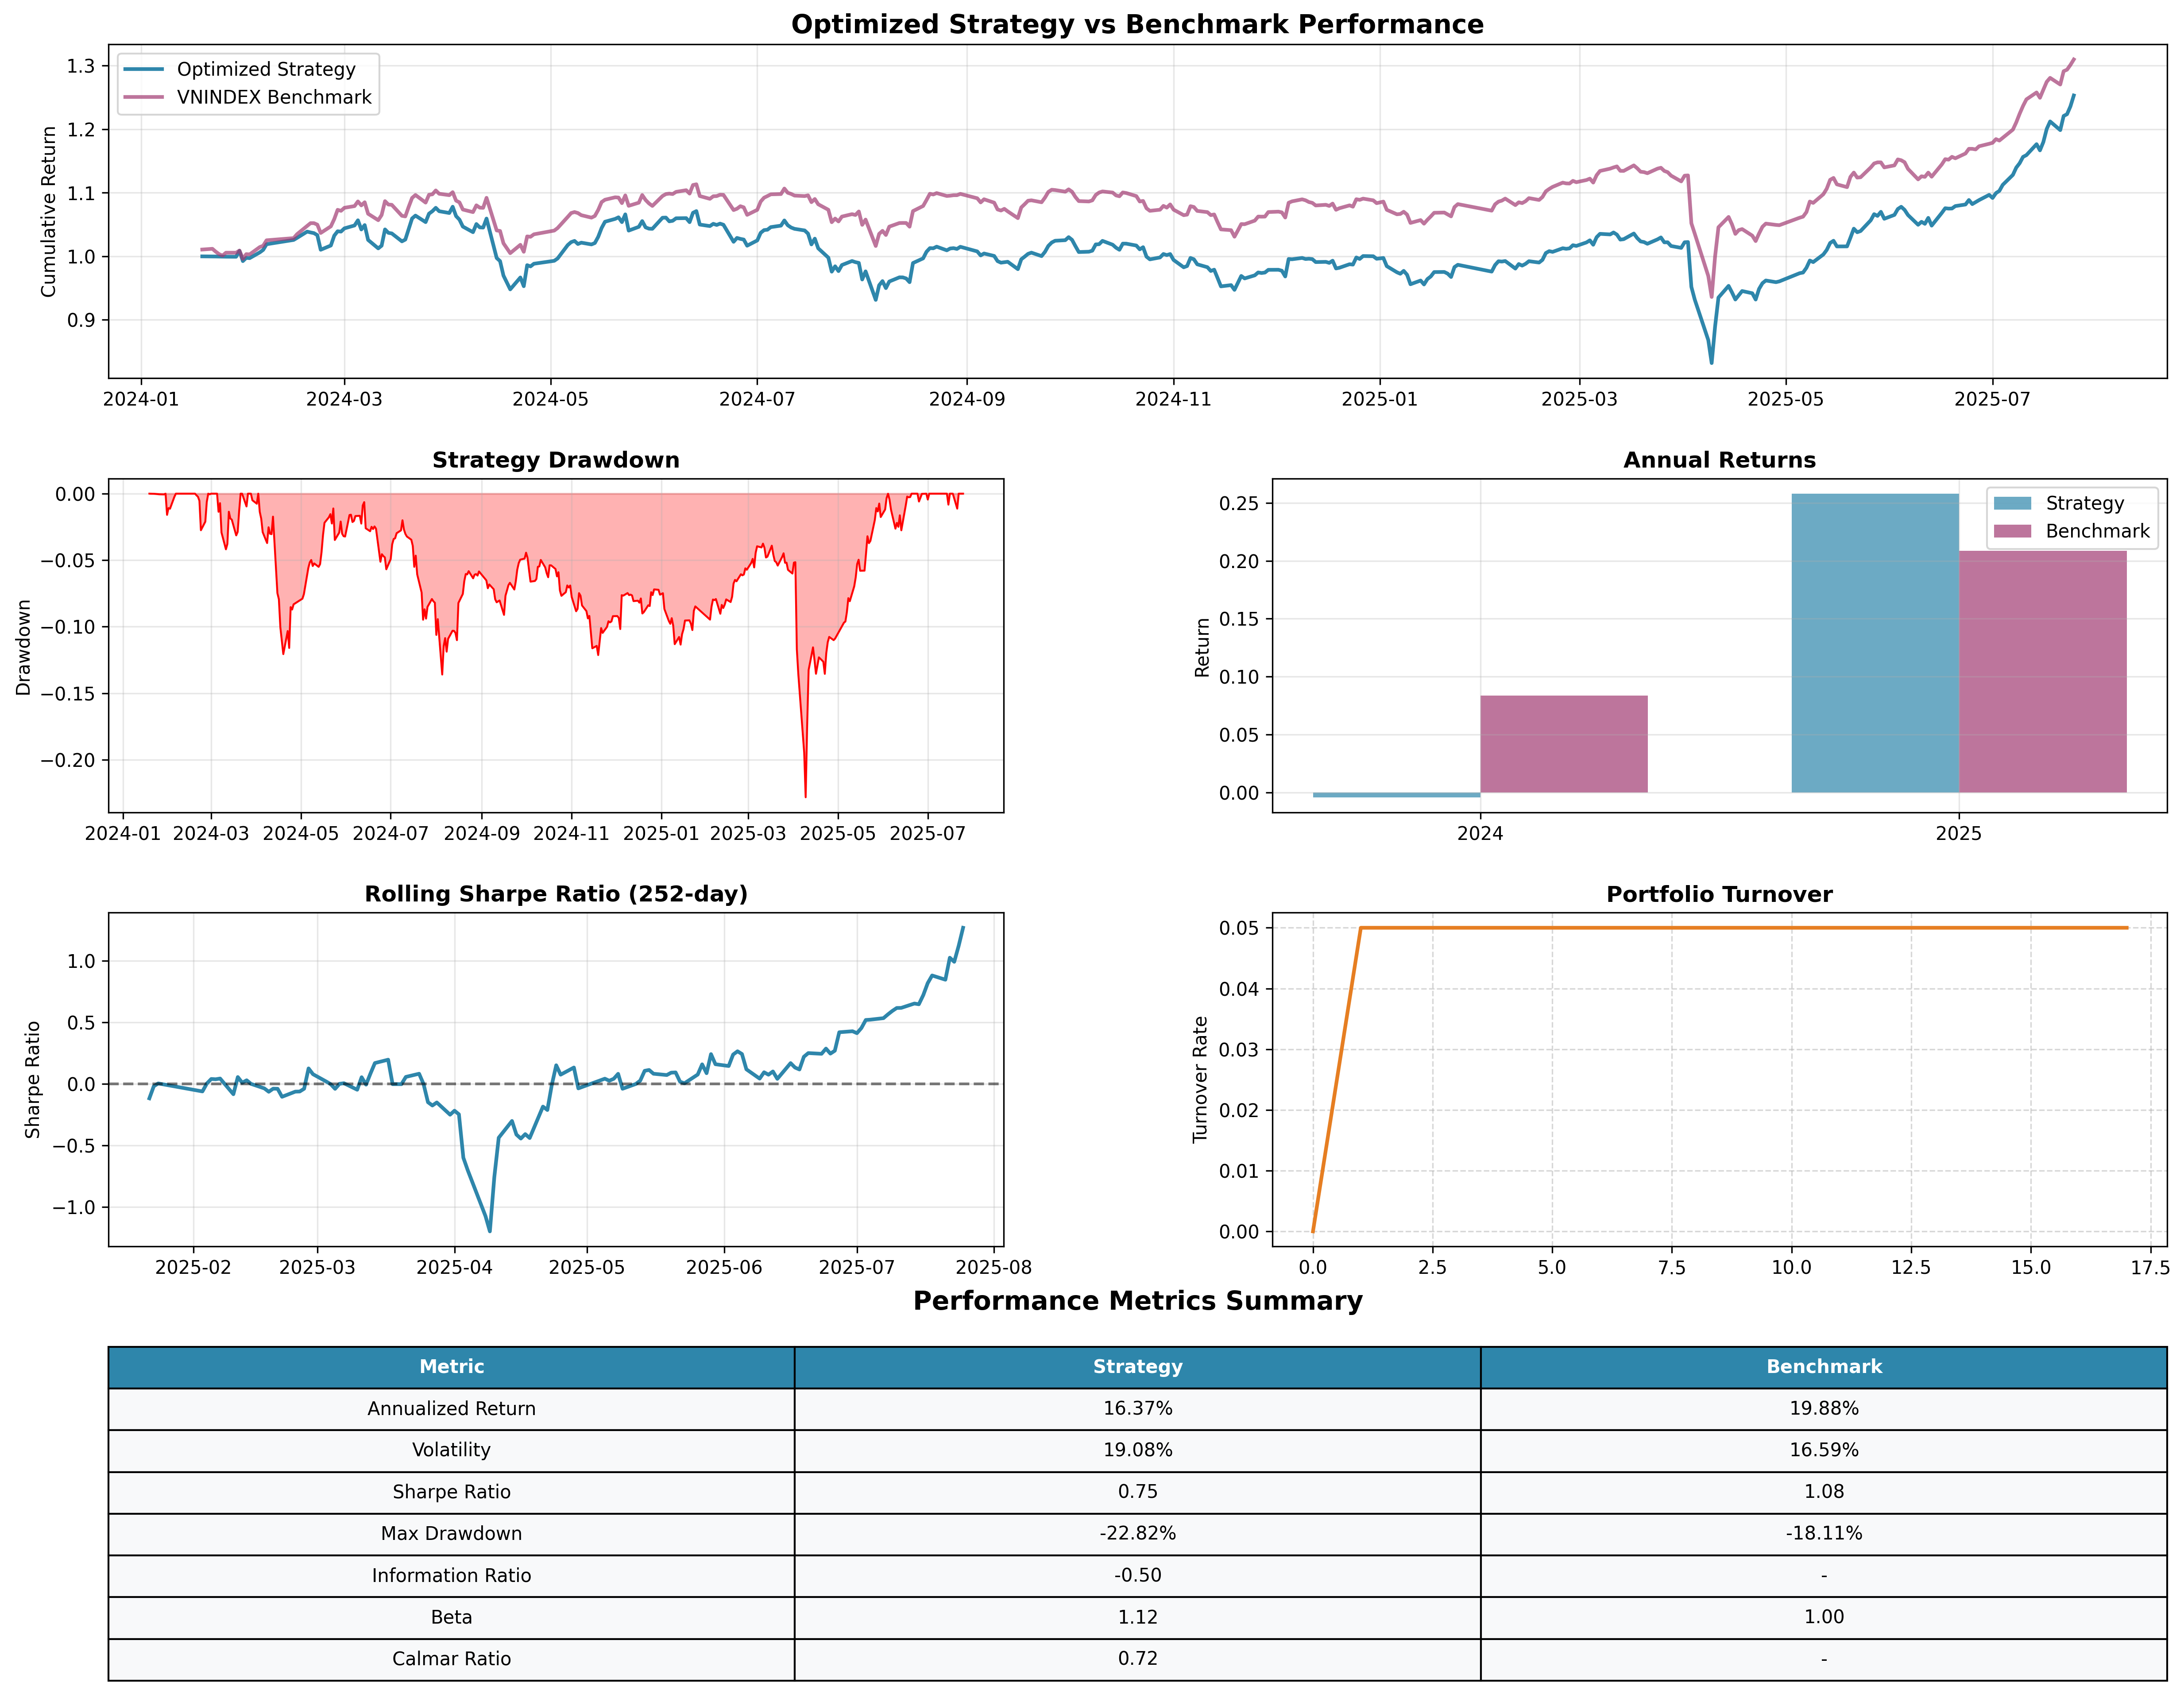 Optimized Strategy vs Benchmark Performance
Optimized Strategy
VNINDEX Benchmark
Cumulative Return
1.3
1.2
1.1
1.0
0.9
2024-01 2024-03 2024-05 2024-07 2024-09 2024-11 2025-01 2025-03 2025-05 2025-07
Strategy Drawdown
Drawdown
0.00
−0.05
−0.10
−0.15
−0.20
2024-01 2024-03 2024-05 2024-07 2024-09 2024-11 2025-01 2025-03 2025-05 2025-07
Annual Returns
Strategy
Benchmark
Return
0.25
0.20
0.15
0.10
0.05
0.00
2024 2025
Rolling Sharpe Ratio (252-day)
Sharpe Ratio
1.0
0.5
0.0
−0.5
−1.0
2025-02 2025-03 2025-04 2025-05 2025-06 2025-07 2025-08
Portfolio Turnover
Turnover Rate
0.05
0.04
0.03
0.02
0.01
0.00
0.0 2.5 5.0 7.5 10.0 12.5 15.0 17.5
Performance Metrics Summary
Metric Strategy Benchmark
Annualized Return 16.37% 19.88%
Volatility 19.08% 16.59%
Sharpe Ratio 0.75 1.08
Max Drawdown -22.82% -18.11%
Information Ratio -0.50 -
Beta 1.12 1.00
Calmar Ratio 0.72 -